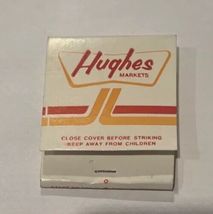 Hughes
MARKETS
CLOSE COVER BEFORE STRIKING
KEEP AWAY FROM CHILDREN